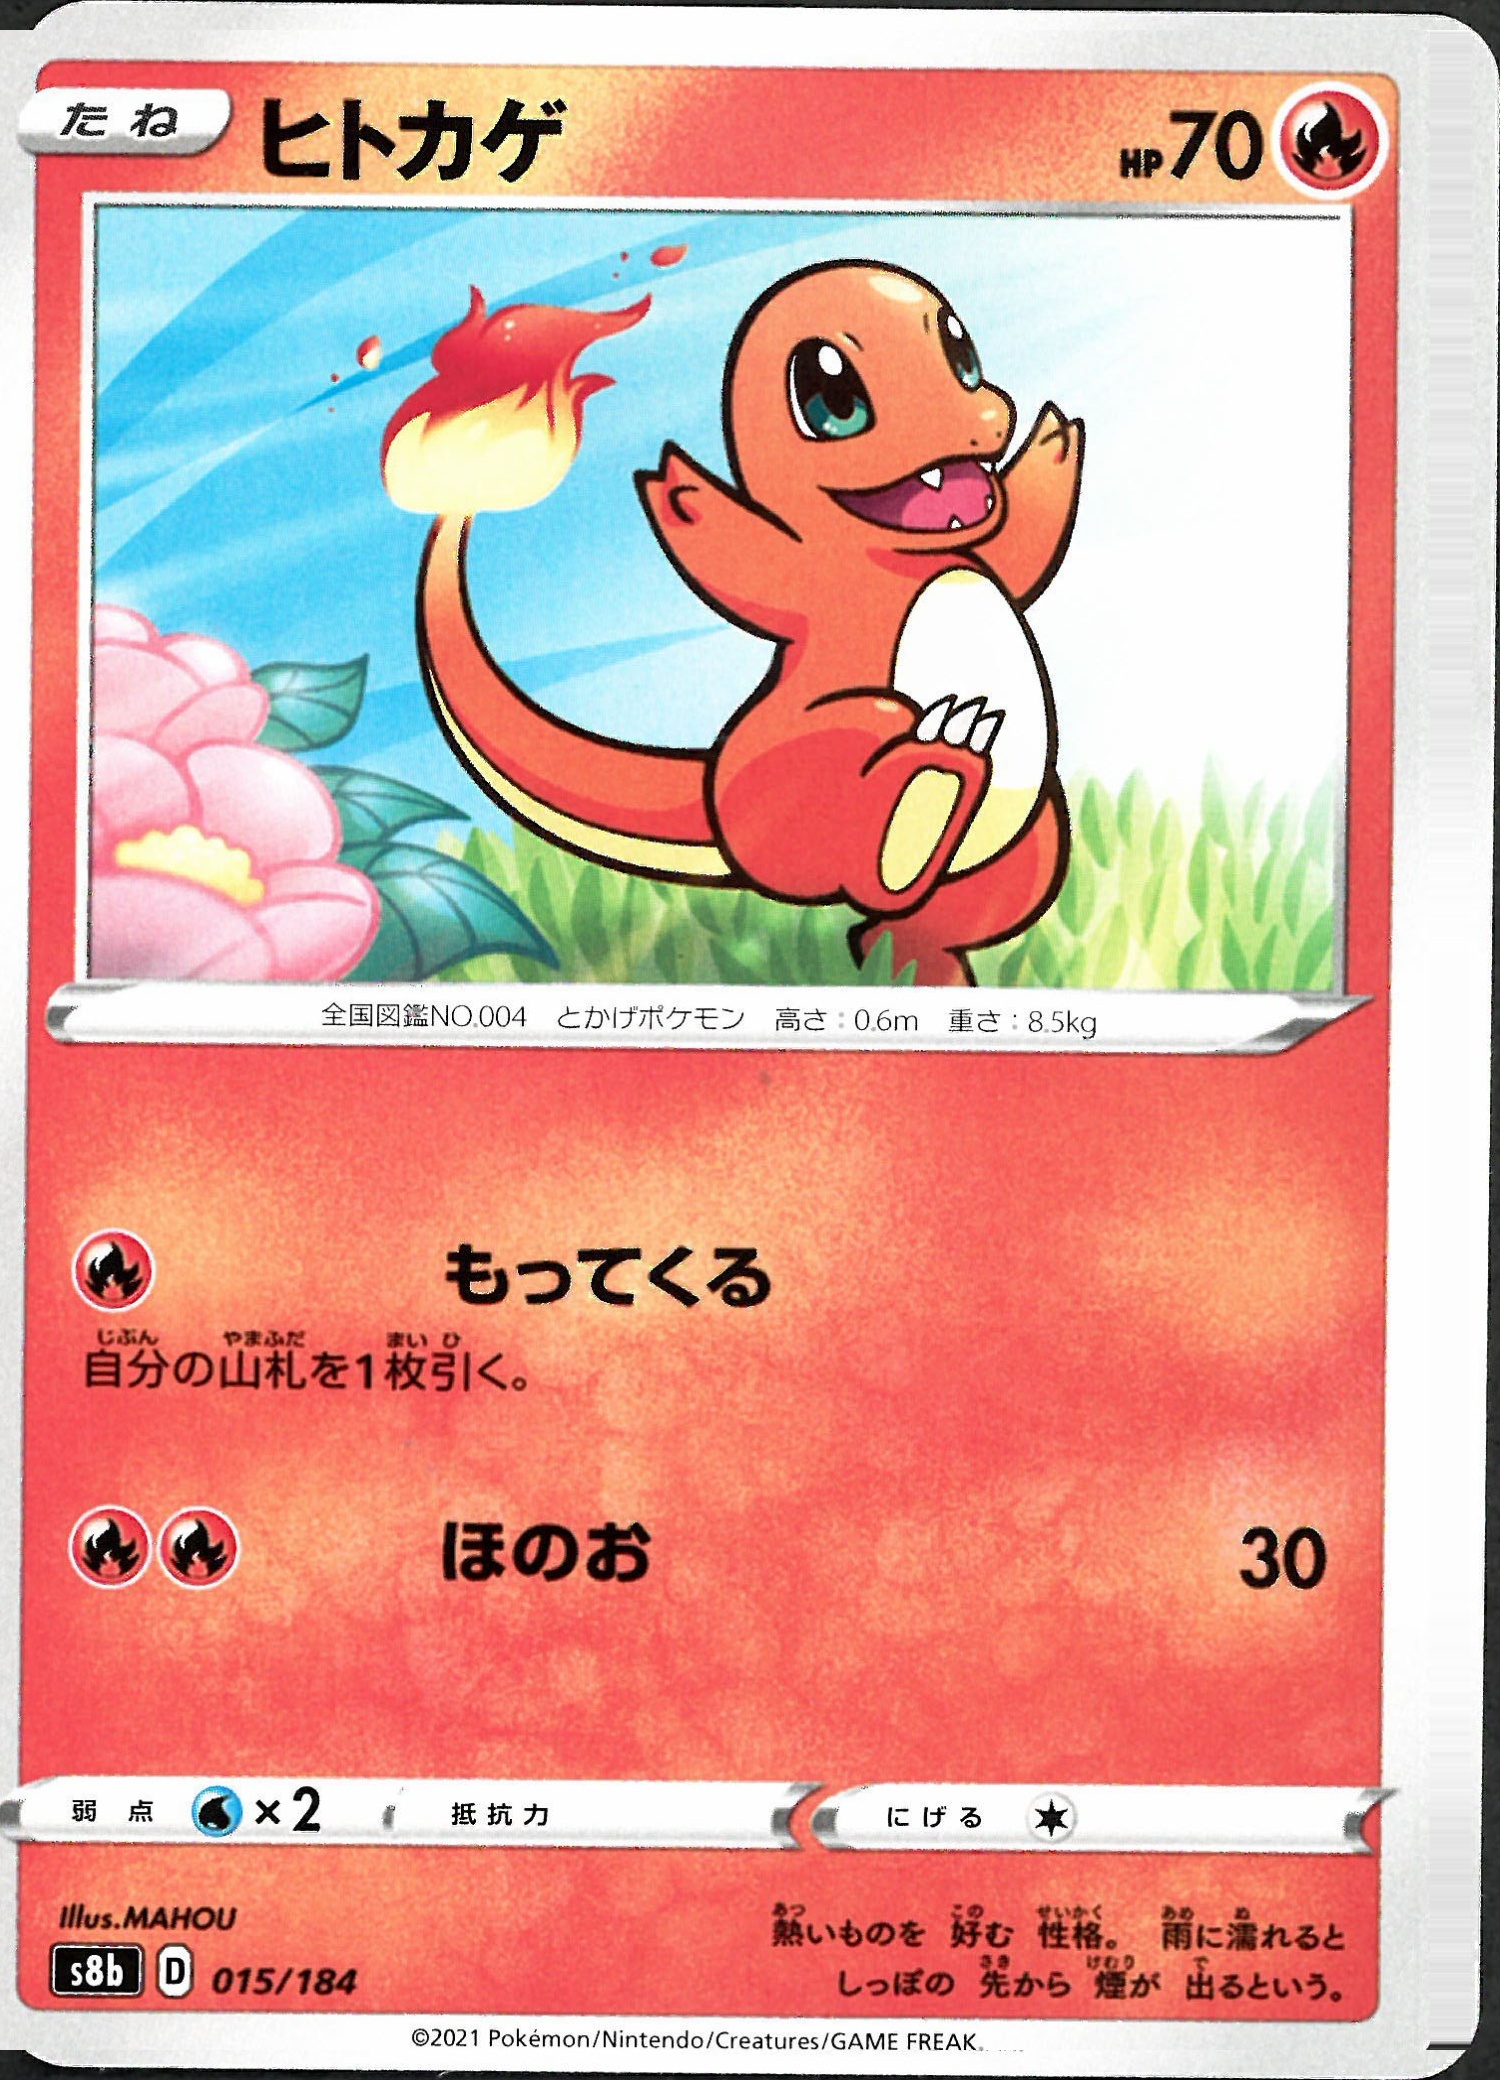 たね ヒトカゲ HP70
全国図鑑NO.004 とかげポケモン 高さ:0.6m 重さ:8.5kg
もってくる
じぶん やまふだ まい ひ
自分の山札を1枚引く。
ほのお 30
弱点 ×2 抵抗力 にげる
Illus.MAHOU
s8b D 015/184
あつ この せいかく あめ ぬ
熱いものを 好む 性格。 雨に濡れると
さき けむり で
しっぽの 先から 煙が 出るという。
©2021 Pokémon/Nintendo/Creatures/GAME FREAK.